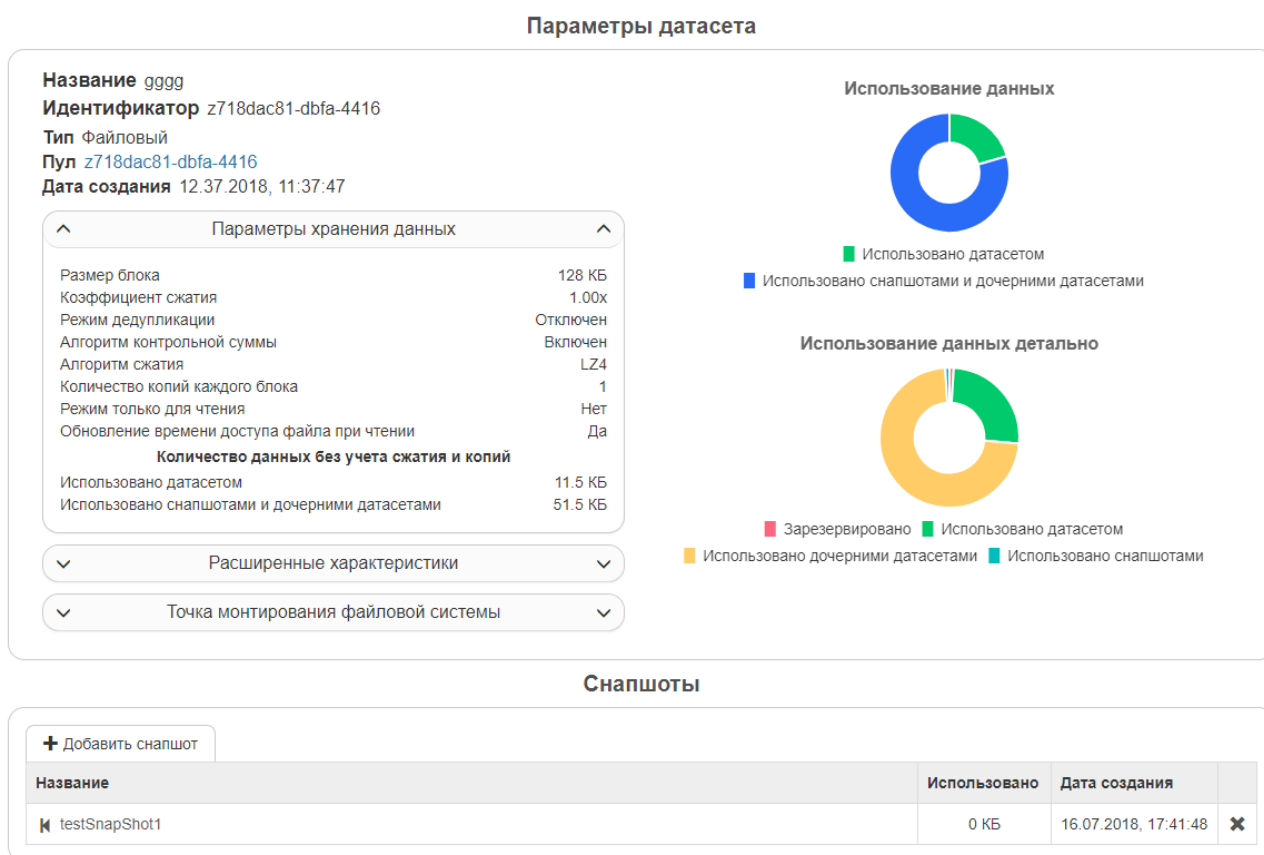 Параметры датасета
Название gggg
Идентификатор z718dac81-dbfa-4416
Тип Файловый
Пул z718dac81-dbfa-4416
Дата создания 12.37.2018, 11:37:47
Параметры хранения данных
Размер блока 128 КБ
Коэффициент сжатия 1.00x
Режим дедупликации Отключен
Алгоритм контрольной суммы Включен
Алгоритм сжатия LZ4
Количество копий каждого блока 1
Режим только для чтения Нет
Обновление времени доступа файла при чтении Да
Количество данных без учета сжатия и копий
Использовано датасетом 11.5 КБ
Использовано снапшотами и дочерними датасетами 51.5 КБ
Расширенные характеристики
Точка монтирования файловой системы
Использование данных
Использовано датасетом
Использовано снапшотами и дочерними датасетами
Использование данных детально
Зарезервировано Использовано датасетом
Использовано дочерними датасетами Использовано снапшотами
Снапшоты
Добавить снапшот
Название Использовано Дата создания
testSnapShot1 0 КБ 16.07.2018, 17:41:48